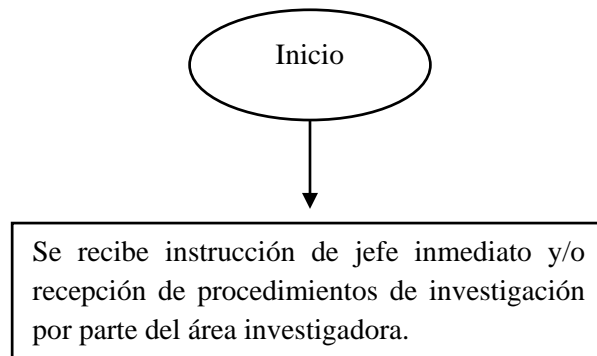 Inicio
Se recibe instrucción de jefe inmediato y/o
recepción de procedimientos de investigación
por parte del área investigadora.